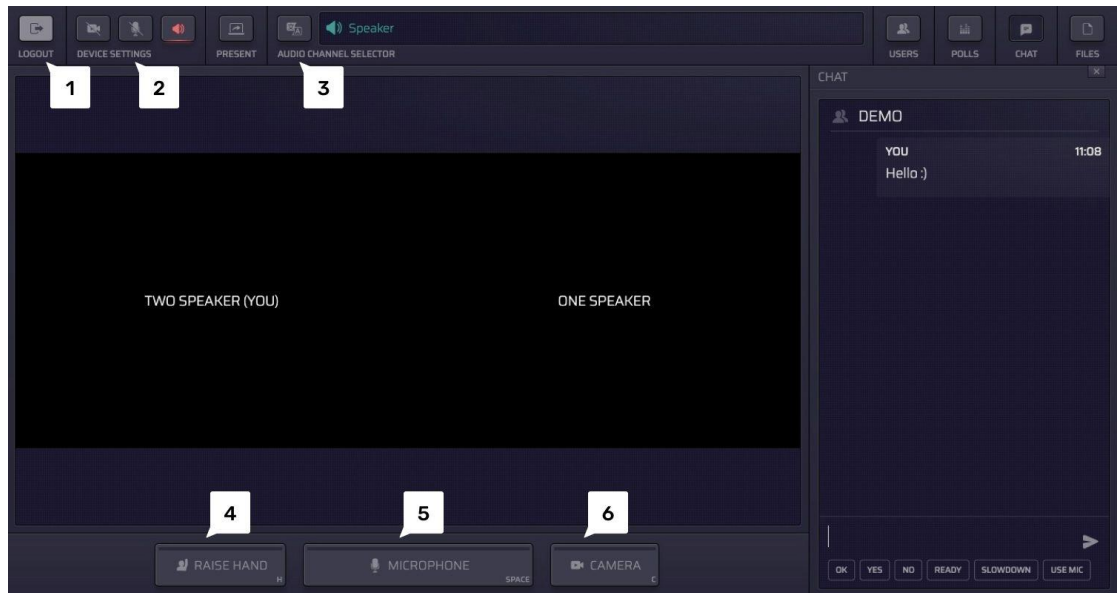 Speaker
LOGOUT DEVICE SETTINGS PRESENT AUDIO CHANNEL SELECTOR USERS POLLS CHAT FILES
1 2 3
CHAT
DEMO
YOU 11:08
Hello :)
TWO SPEAKER (YOU) ONE SPEAKER
4 5 6
RAISE HAND H
MICROPHONE SPACE
CAMERA C
OK YES NO READY SLOWDOWN USE MIC